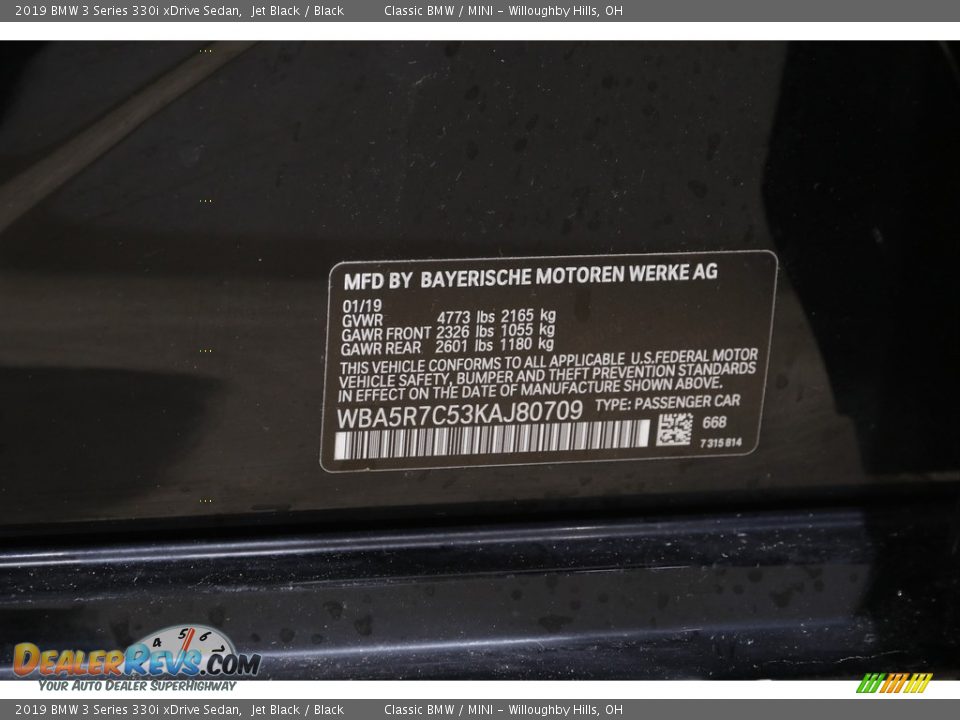 2019 BMW 3 Series 330i xDrive Sedan, Jet Black / Black Classic BMW / MINI - Willoughby Hills, OH
MFD BY BAYERISCHE MOTOREN WERKE AG
01/19
GVWR 4773 lbs 2165 kg
GAWR FRONT 2326 lbs 1055 kg
GAWR REAR 2601 lbs 1180 kg
THIS VEHICLE CONFORMS TO ALL APPLICABLE U.S.FEDERAL MOTOR
VEHICLE SAFETY, BUMPER AND THEFT PREVENTION STANDARDS
IN EFFECT ON THE DATE OF MANUFACTURE SHOWN ABOVE.
WBA5R7C53KAJ80709 TYPE: PASSENGER CAR
668
7 315 814
4 5 6 7
DEALERREVS.COM
YOUR AUTO DEALER SUPERHIGHWAY
2019 BMW 3 Series 330i xDrive Sedan, Jet Black / Black Classic BMW / MINI - Willoughby Hills, OH